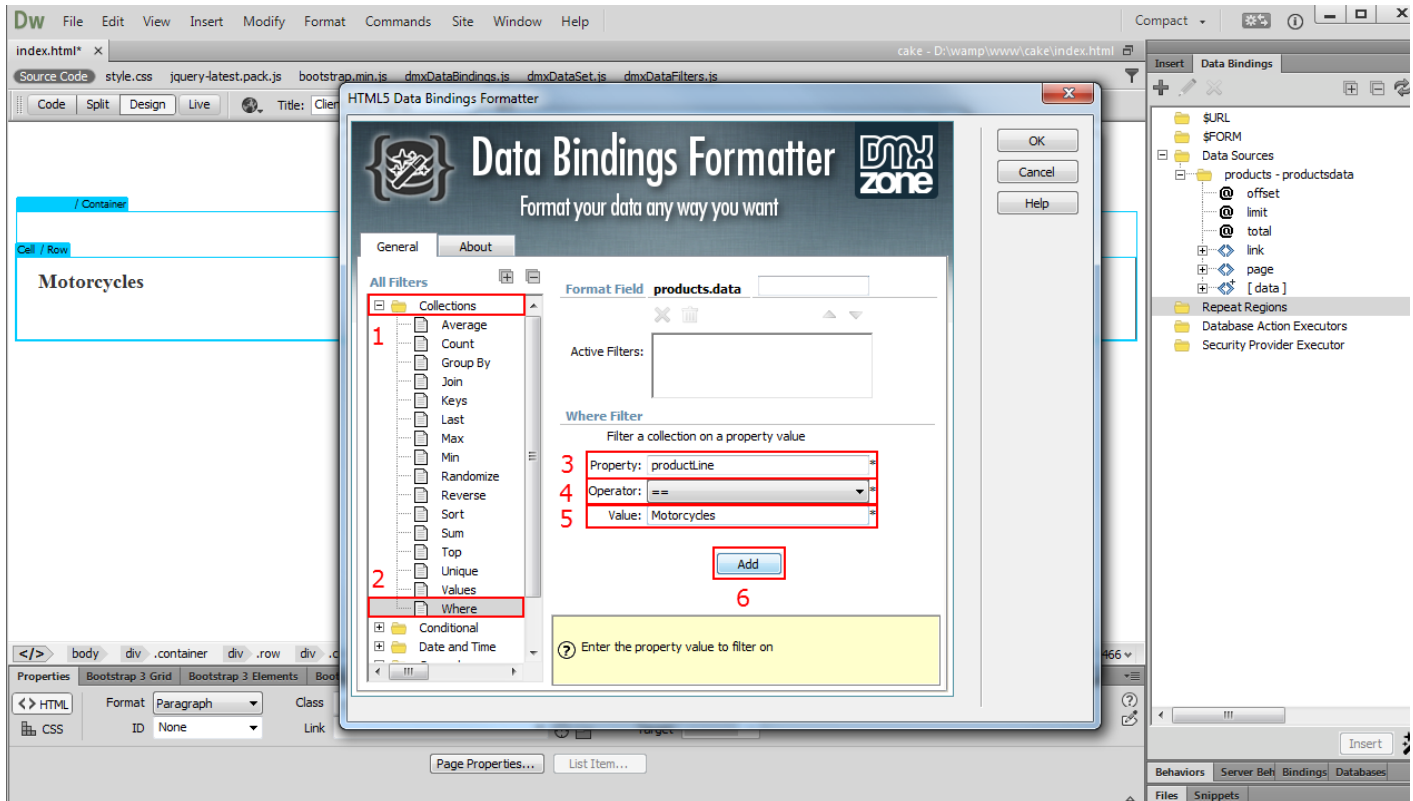 Dw File Edit View Insert Modify Format Commands Site Window Help
Compact
index.html* ×
cake - D:\wamp\www\cake\index.html
Source Code style.css jquery-latest.pack.js bootstrap.min.js dmxDataBindings.js dmxDataSet.js dmxDataFilters.js
Code Split Design Live Title: Clier
/ Container
Cell / Row
Motorcycles
HTML5 Data Bindings Formatter
Data Bindings Formatter
Format your data any way you want
DMX
zone
OK
Cancel
Help
General About
All Filters
Collections
1
Average
Count
Group By
Join
Keys
Last
Max
Min
Randomize
Reverse
Sort
Sum
Top
Unique
2
Values
Where
Conditional
Date and Time
Format Field products.data
Active Filters:
Where Filter
Filter a collection on a property value
3 Property: productLine *
4 Operator: == *
5 Value: Motorcycles *
Add
6
? Enter the property value to filter on
Insert Data Bindings
$URL
$FORM
Data Sources
products - productsdata
@ offset
@ limit
@ total
link
page
[ data ]
Repeat Regions
Database Action Executors
Security Provider Executor
Insert
Behaviors Server Beh Bindings Databases
Files Snippets
</> body div .container div .row div .c
466
Properties Bootstrap 3 Grid Bootstrap 3 Elements Boot
<> HTML Format Paragraph Class
CSS ID None Link Target
Page Properties... List Item...